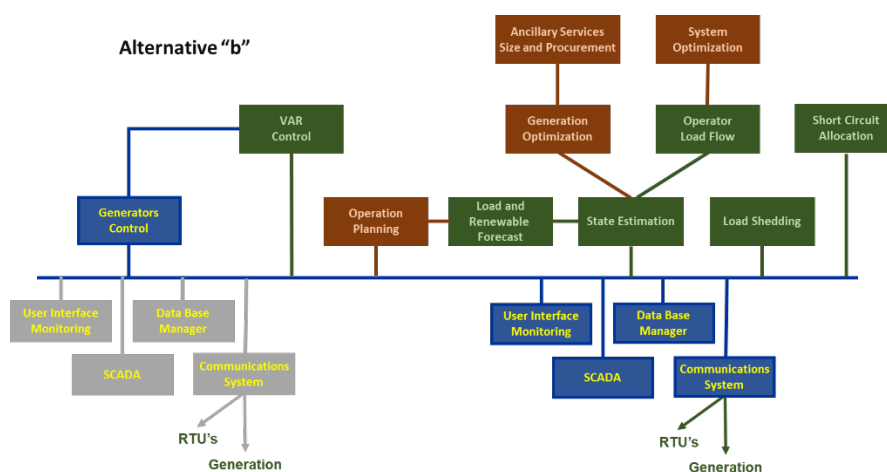 Alternative “b”
Ancillary Services
Size and Procurement
System
Optimization
VAR
Control
Generation
Optimization
Operator
Load Flow
Short Circuit
Allocation
Generators
Control
Operation
Planning
Load and
Renewable
Forecast
State Estimation
Load Shedding
User Interface
Monitoring
Data Base
Manager
SCADA
Communications
System
RTU's
Generation
User Interface
Monitoring
Data Base
Manager
SCADA
Communications
System
RTU's
Generation